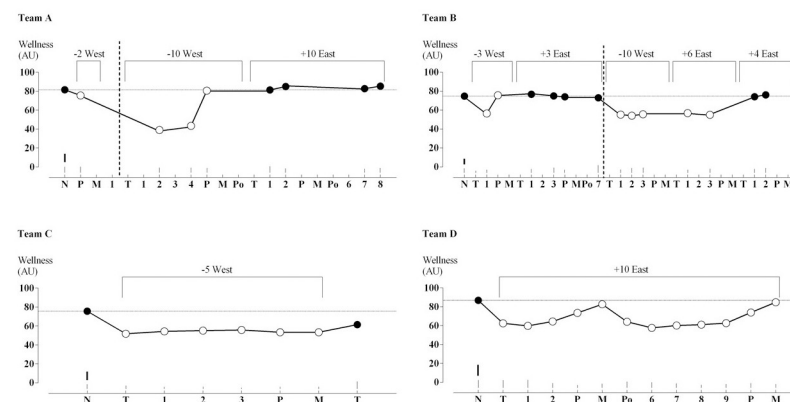 Team A
Wellness
(AU)
-2 West
-10 West
+10 East
100
80
60
40
20
0
N P M 1 T 1 2 3 4 P M Po T 1 2 P M Po 6 7 8
Team B
Wellness
(AU)
-3 West
+3 East
-10 West
+6 East
+4 East
100
80
60
40
20
0
N T 1 P M T 1 2 3 P M Po 7 T 1 2 3 P M T 1 2 3 P M T 1 2 P M
Team C
Wellness
(AU)
-5 West
100
80
60
40
20
0
N T 1 2 3 P M T
Team D
Wellness
(AU)
+10 East
100
80
60
40
20
0
N T 1 2 P M Po 6 7 8 9 P M